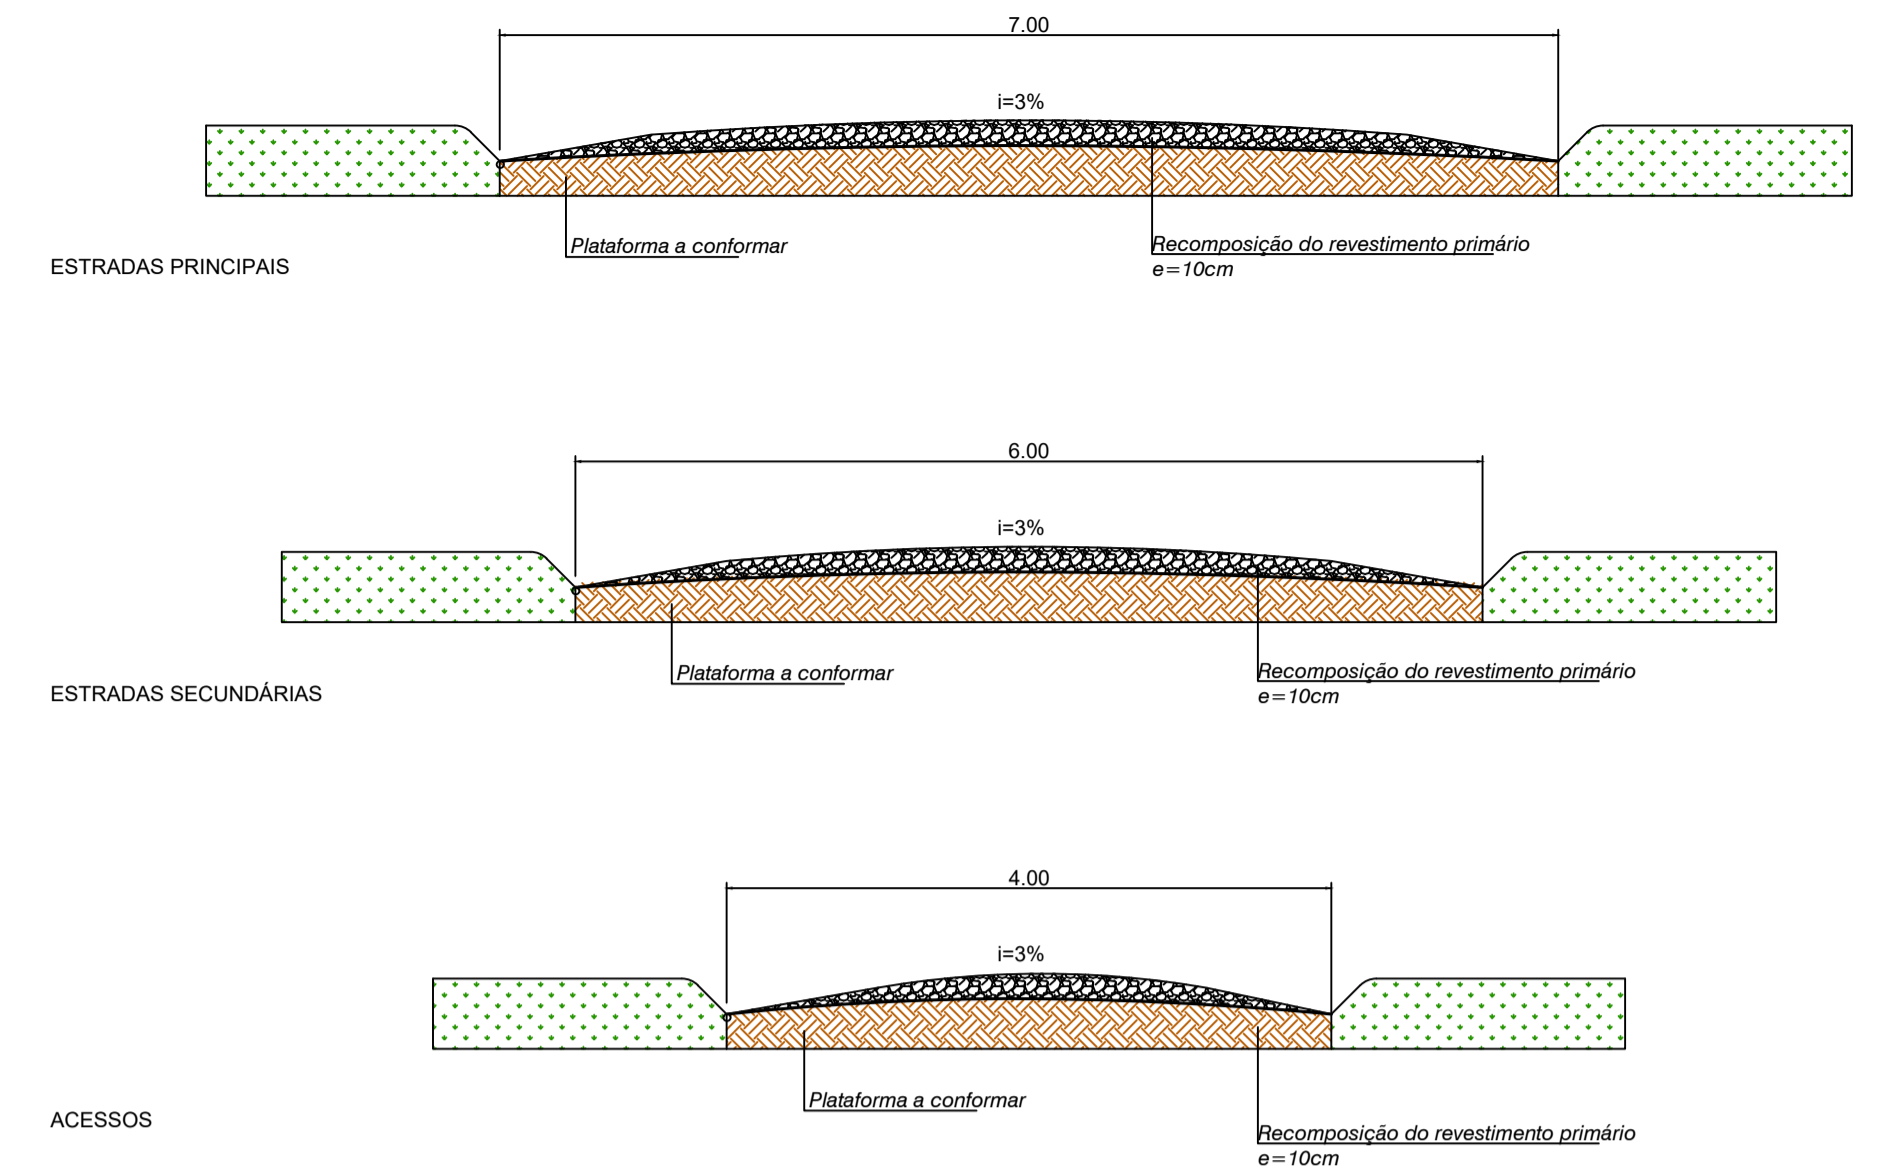 7.00
i=3%
Plataforma a conformar
Recomposição do revestimento primário
e=10cm
ESTRADAS PRINCIPAIS
6.00
i=3%
Plataforma a conformar
Recomposição do revestimento primário
e=10cm
ESTRADAS SECUNDÁRIAS
4.00
i=3%
Plataforma a conformar
Recomposição do revestimento primário
e=10cm
ACESSOS